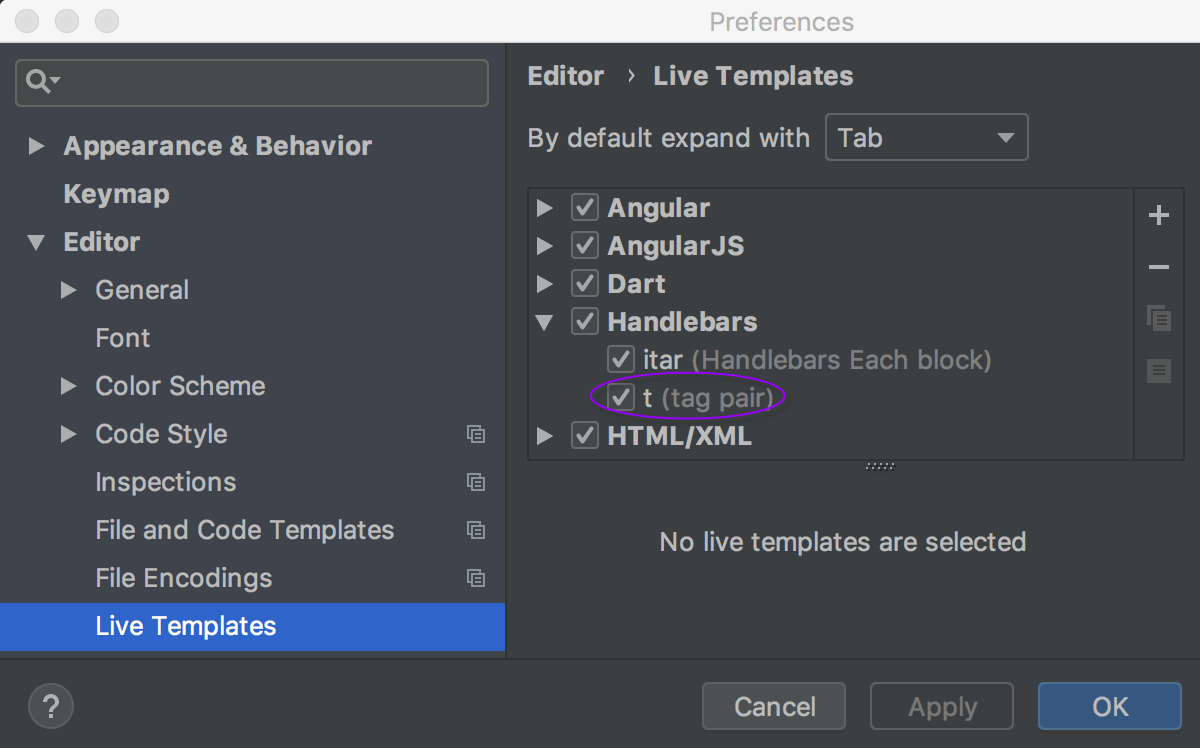 Preferences
Appearance & Behavior
Keymap
Editor
General
Font
Color Scheme
Code Style
Inspections
File and Code Templates
File Encodings
Live Templates
Editor › Live Templates
By default expand with Tab
Angular
AngularJS
Dart
Handlebars
itar (Handlebars Each block)
t (tag pair)
HTML/XML
No live templates are selected
?
Cancel
Apply
OK